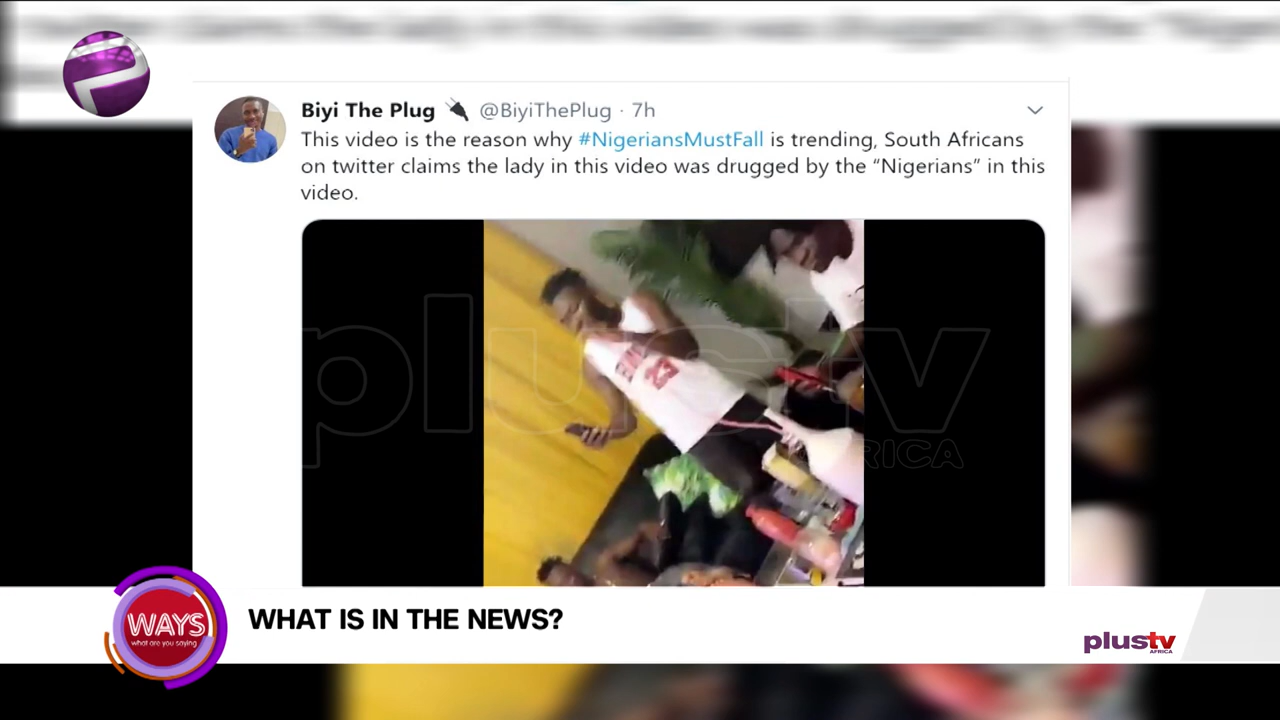 Biyi The Plug @BiyiThePlug · 7h
This video is the reason why #NigeriansMustFall is trending, South Africans
on twitter claims the lady in this video was drugged by the “Nigerians” in this
video.
plustv
AFRICA
WAYS
what are you saying
WHAT IS IN THE NEWS?
plustv
AFRICA